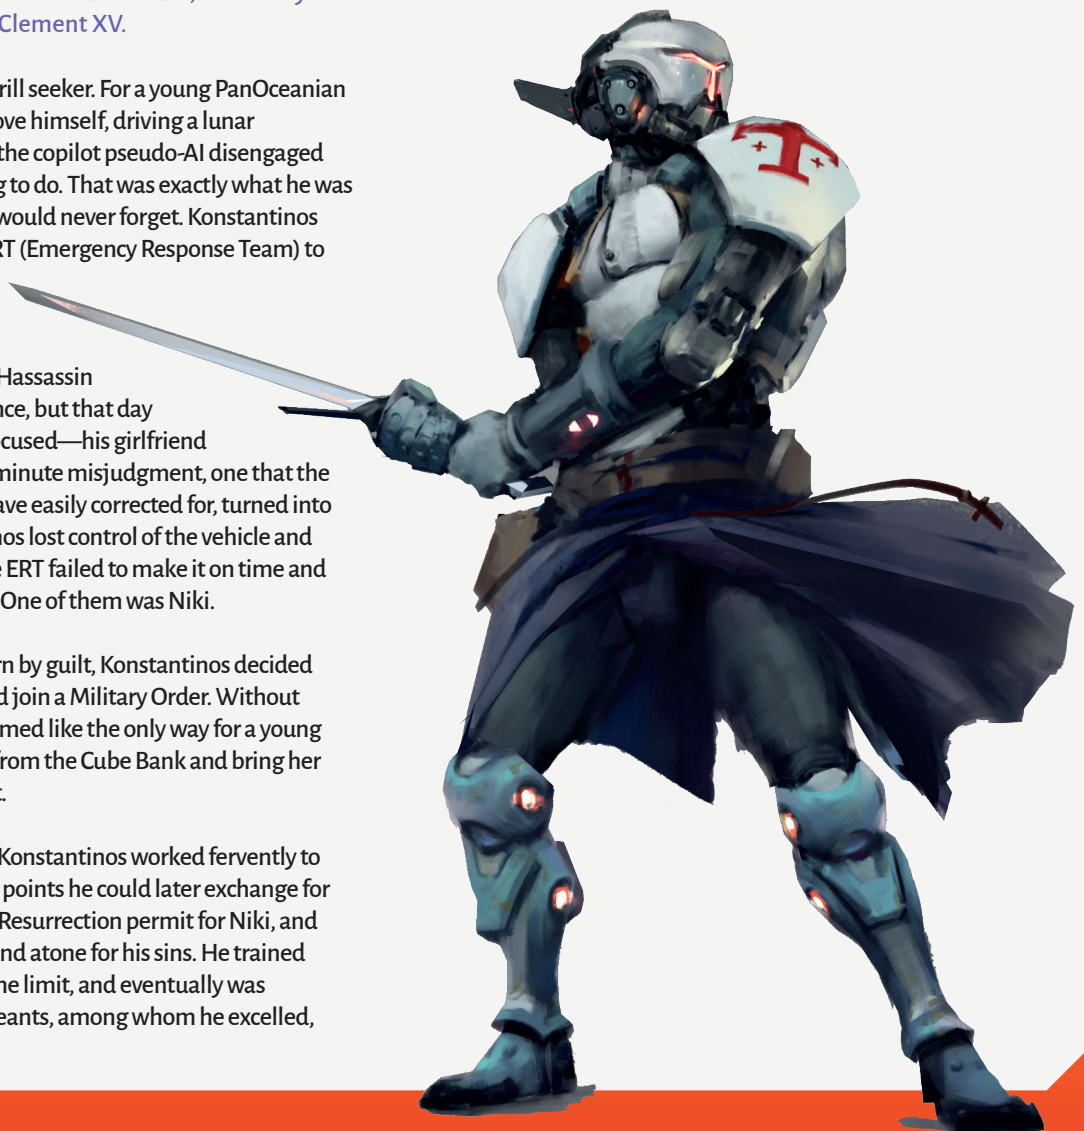 Clement XV.
rill seeker. For a young PanOceanian
ove himself, driving a lunar
the copilot pseudo-AI disengaged
g to do. That was exactly what he was
would never forget. Konstantinos
RT (Emergency Response Team) to
Hassassin
nce, but that day
cused—his girlfriend
minute misjudgment, one that the
ave easily corrected for, turned into
nos lost control of the vehicle and
e ERT failed to make it on time and
One of them was Niki.
rn by guilt, Konstantinos decided
d join a Military Order. Without
med like the only way for a young
from the Cube Bank and bring her
t.
Konstantinos worked fervently to
points he could later exchange for
Resurrection permit for Niki, and
nd atone for his sins. He trained
he limit, and eventually was
eants, among whom he excelled,